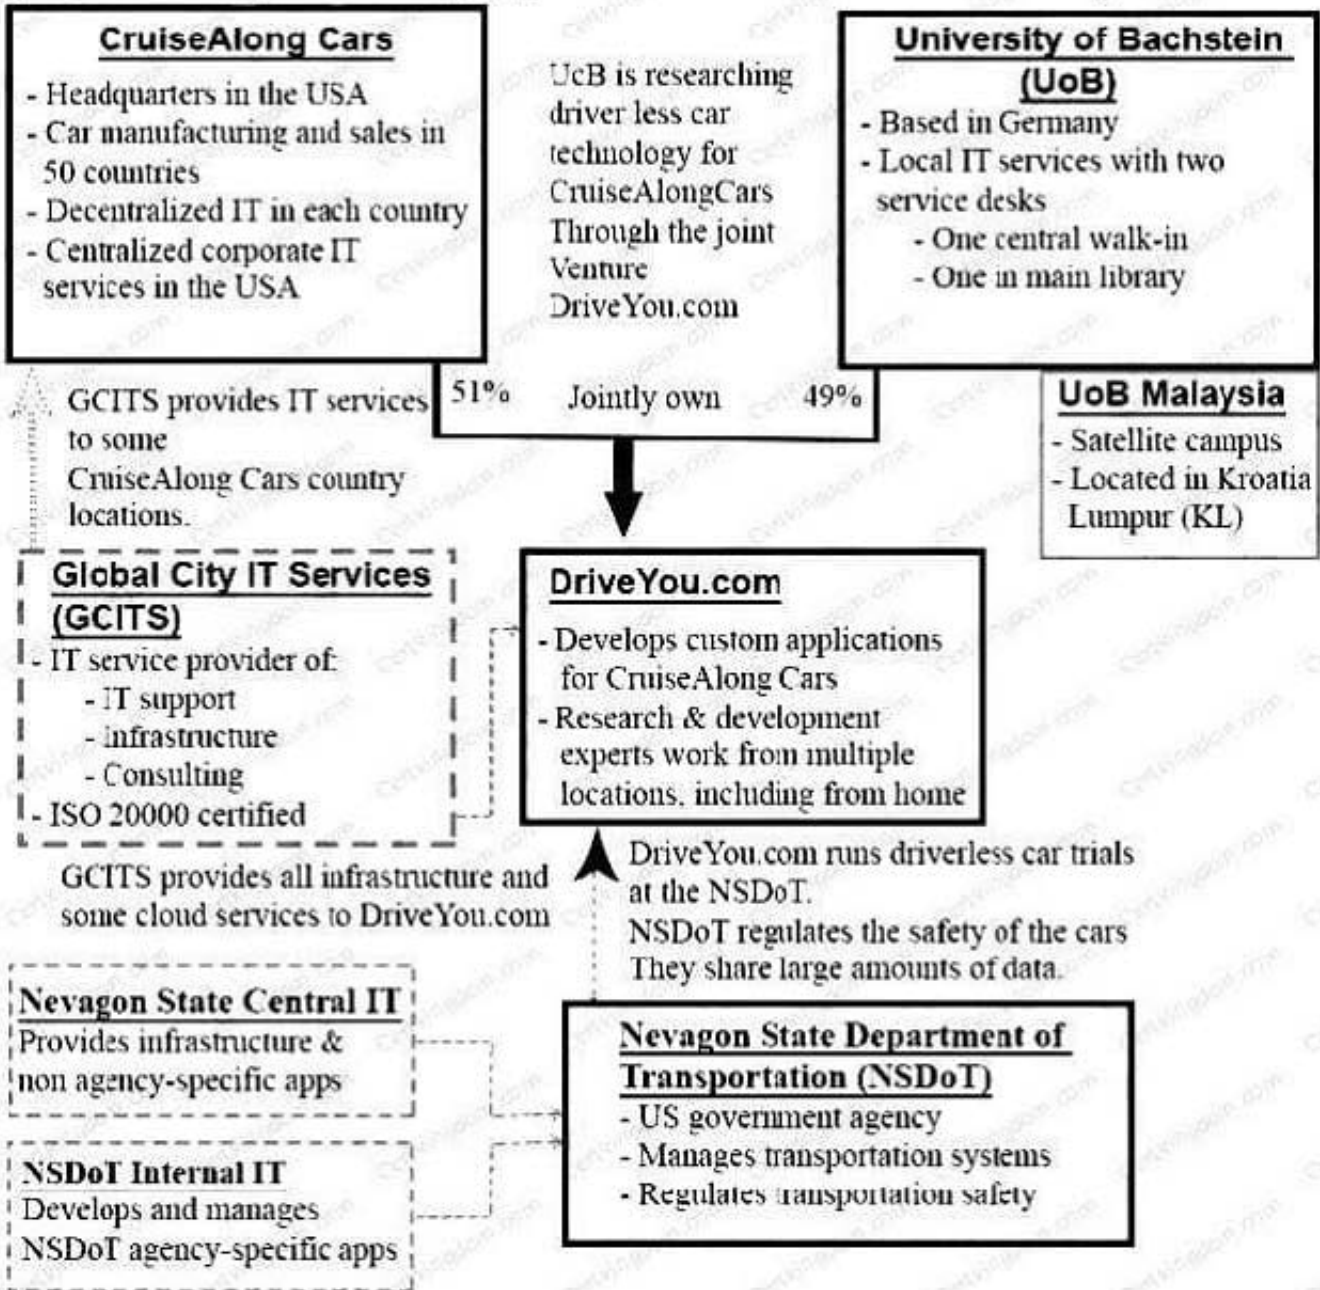 CruiseAlong Cars
- Headquarters in the USA
- Car manufacturing and sales in
50 countries
- Decentralized IT in each country
- Centralized corporate IT
services in the USA
UcB is researching
driver less car
technology for
CruiseAlongCars
Through the joint
Venture
DriveYou.com
University of Bachstein
(UoB)
- Based in Germany
- Local IT services with two
service desks
- One central walk-in
- One in main library
51% Jointly own 49%
UoB Malaysia
- Satellite campus
- Located in Kroatia
Lumpur (KL)
GCITS provides IT services
to some
CruiseAlong Cars country
locations.
Global City IT Services
(GCITS)
- IT service provider of:
- IT support
- Infrastructure
- Consulting
- ISO 20000 certified
DriveYou.com
- Develops custom applications
for CruiseAlong Cars
- Research & development
experts work from multiple
locations, including from home
GCITS provides all infrastructure and
some cloud services to DriveYou.com
DriveYou.com runs driverless car trials
at the NSDoT.
NSDoT regulates the safety of the cars
They share large amounts of data.
Nevagon State Central IT
Provides infrastructure &
non agency-specific apps
NSDoT Internal IT
Develops and manages
NSDoT agency-specific apps
Nevagon State Department of
Transportation (NSDoT)
- US government agency
- Manages transportation systems
- Regulates transportation safety